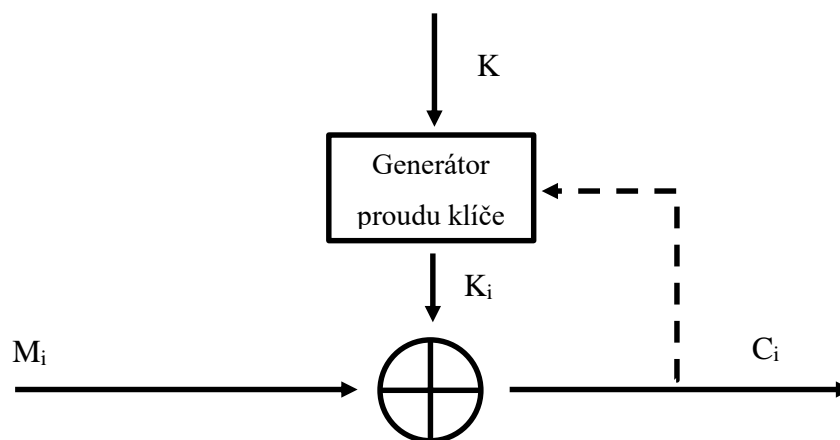 K
Generátor
proudu klíče
Kᵢ
Mᵢ
Cᵢ